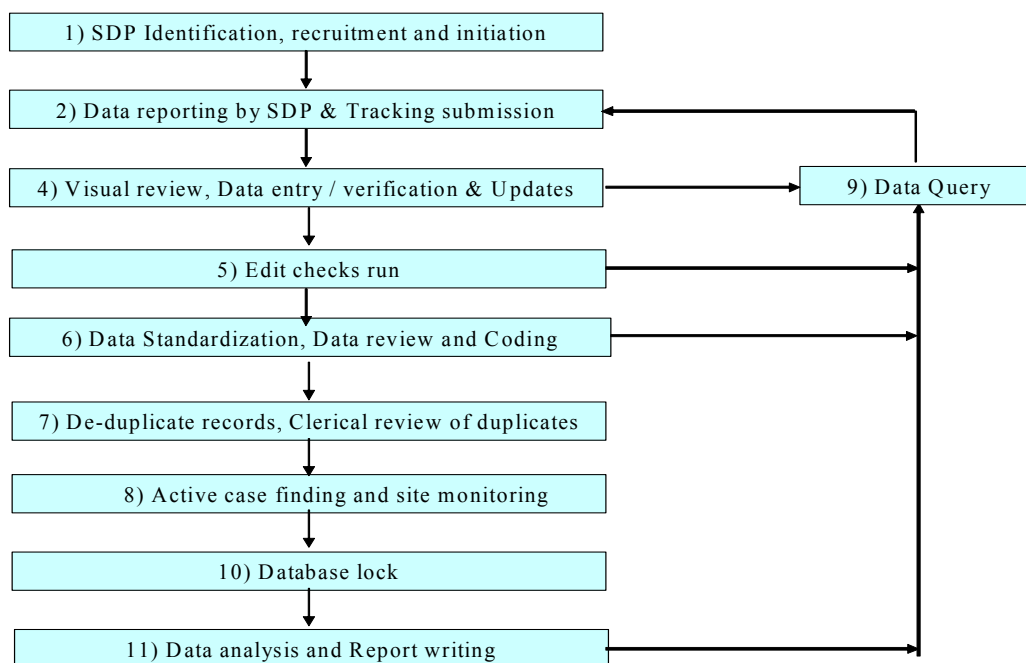 1) SDP Identification, recruitment and initiation
2) Data reporting by SDP & Tracking submission
4) Visual review, Data entry / verification & Updates
9) Data Query
5) Edit checks run
6) Data Standardization, Data review and Coding
7) De-duplicate records, Clerical review of duplicates
8) Active case finding and site monitoring
10) Database lock
11) Data analysis and Report writing